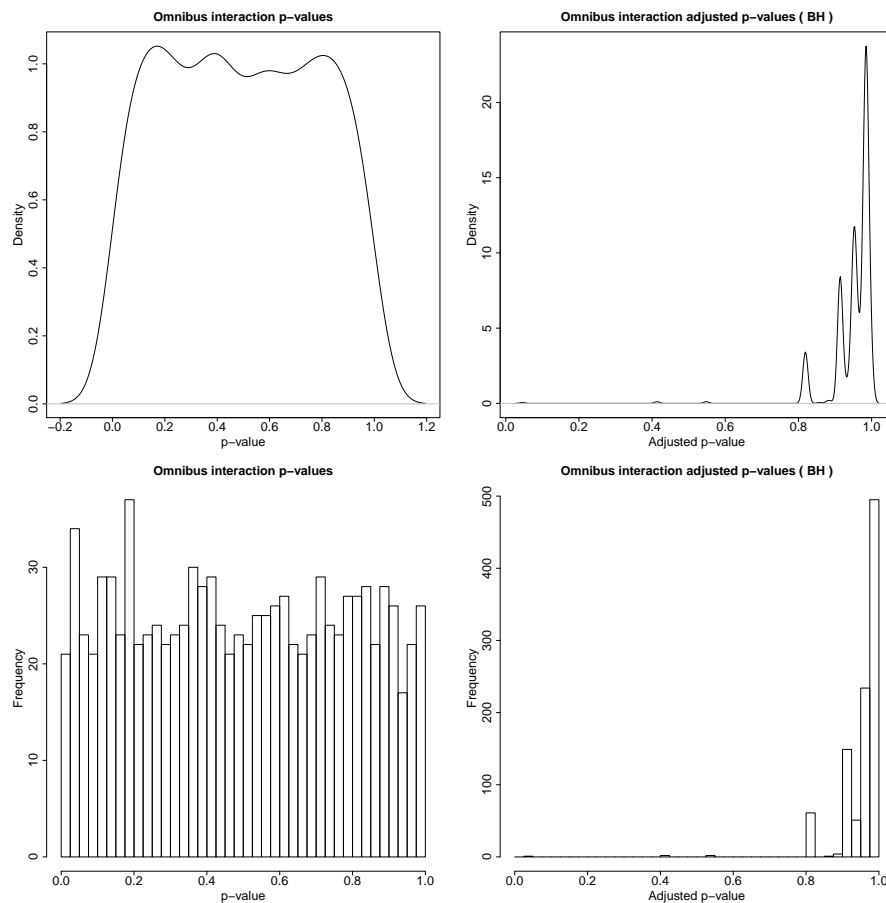 Omnibus interaction p−values
Density
0.0 0.2 0.4 0.6 0.8 1.0
−0.2 0.0 0.2 0.4 0.6 0.8 1.0 1.2
p−value
Omnibus interaction adjusted p−values ( BH )
Density
0 5 10 15 20
0.0 0.2 0.4 0.6 0.8 1.0
Adjusted p−value
Omnibus interaction p−values
Frequency
0 10 20 30
0.0 0.2 0.4 0.6 0.8 1.0
p−value
Omnibus interaction adjusted p−values ( BH )
Frequency
0 100 200 300 400 500
0.0 0.2 0.4 0.6 0.8 1.0
Adjusted p−value